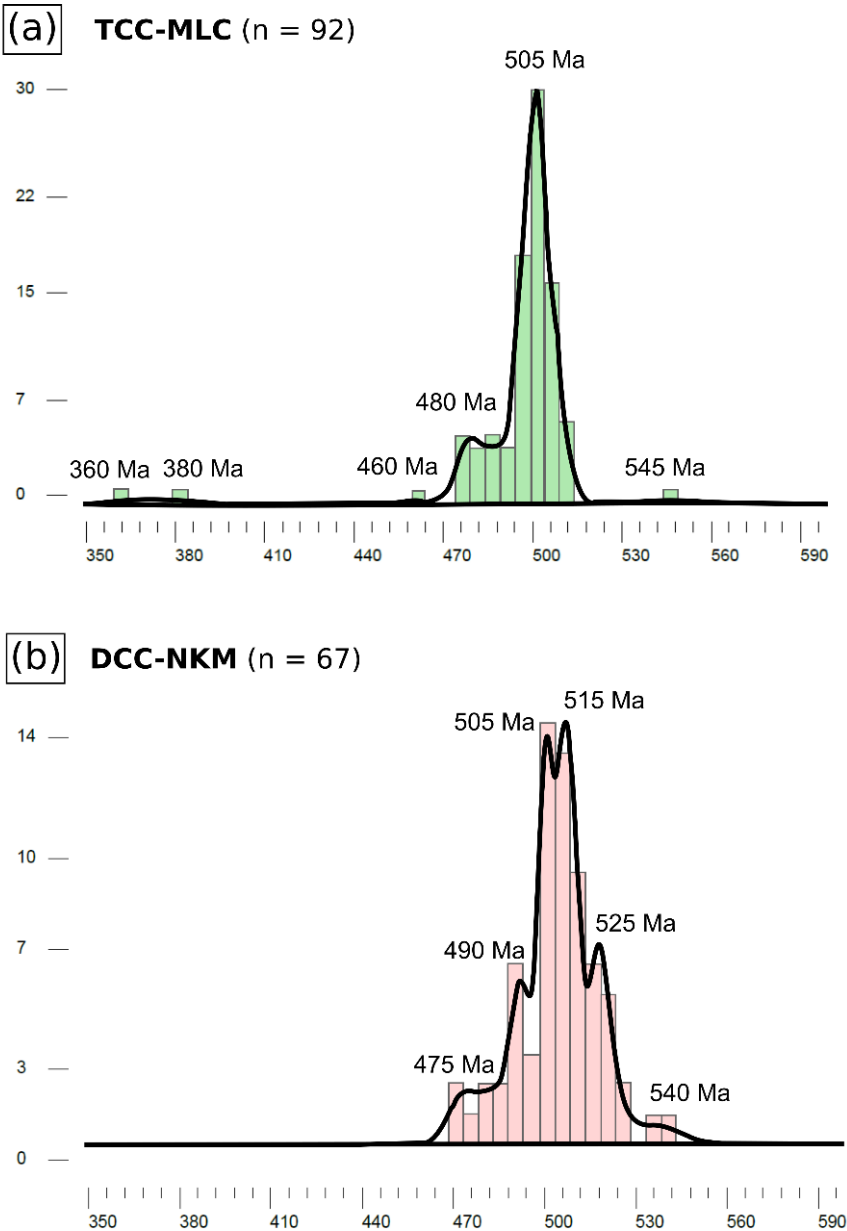 (a) TCC-MLC (n = 92)
505 Ma
30
22
15
7
480 Ma
360 Ma 380 Ma 460 Ma 545 Ma
0
350 380 410 440 470 500 530 560 590
(b) DCC-NKM (n = 67)
515 Ma
505 Ma
14
10
525 Ma
490 Ma
7
475 Ma
3
540 Ma
0
350 380 410 440 470 500 530 560 590